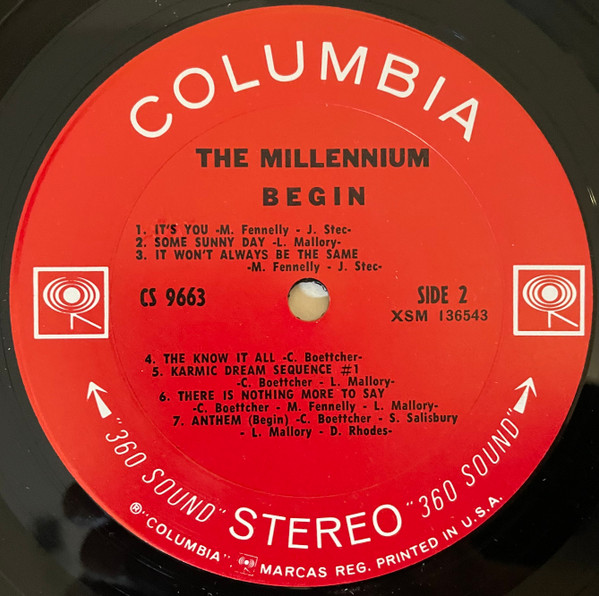 COLUMBIA
THE MILLENNIUM
BEGIN
1. IT'S YOU -M. Fennelly - J. Stec-
2. SOME SUNNY DAY -L. Mallory-
3. IT WON'T ALWAYS BE THE SAME
-M. Fennelly - J. Stec-
CS 9663
SIDE 2
XSM 136543
4. THE KNOW IT ALL -C. Boettcher-
5. KARMIC DREAM SEQUENCE #1
-C. Boettcher - L. Mallory-
6. THERE IS NOTHING MORE TO SAY
-C. Boettcher - M. Fennelly - L. Mallory-
7. ANTHEM (Begin) -C. Boettcher - S. Salisbury
- L. Mallory - D. Rhodes-
"360 SOUND" STEREO "360 SOUND"
®"COLUMBIA" MARCAS REG. PRINTED IN U.S.A.